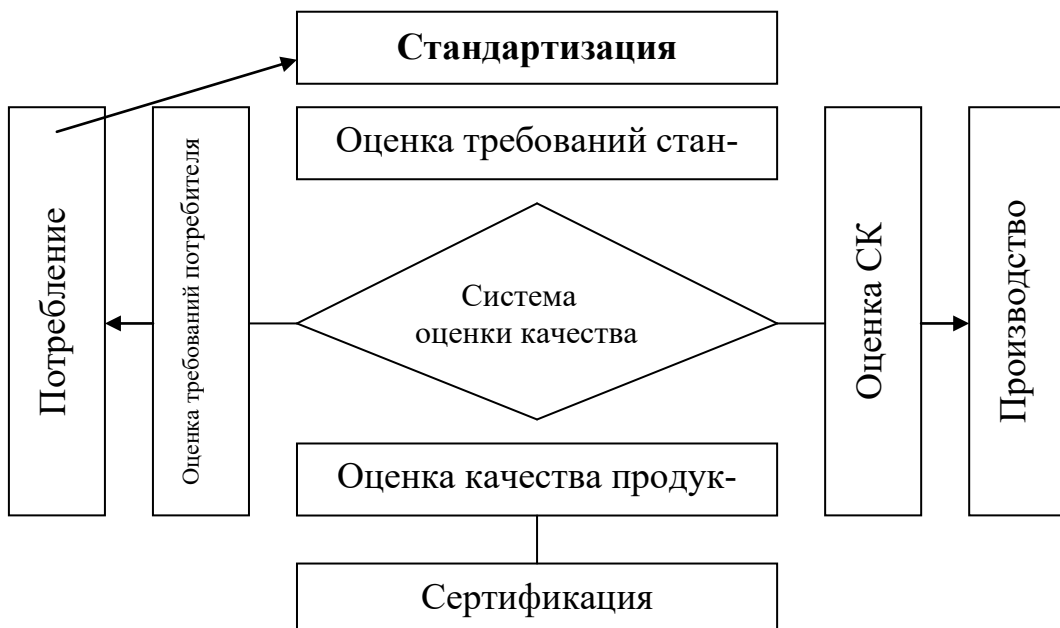 Стандартизация
Оценка требований стан-
Потребление
Оценка требований потребителя
Система
оценки качества
Оценка СК
Производство
Оценка качества продук-
Сертификация